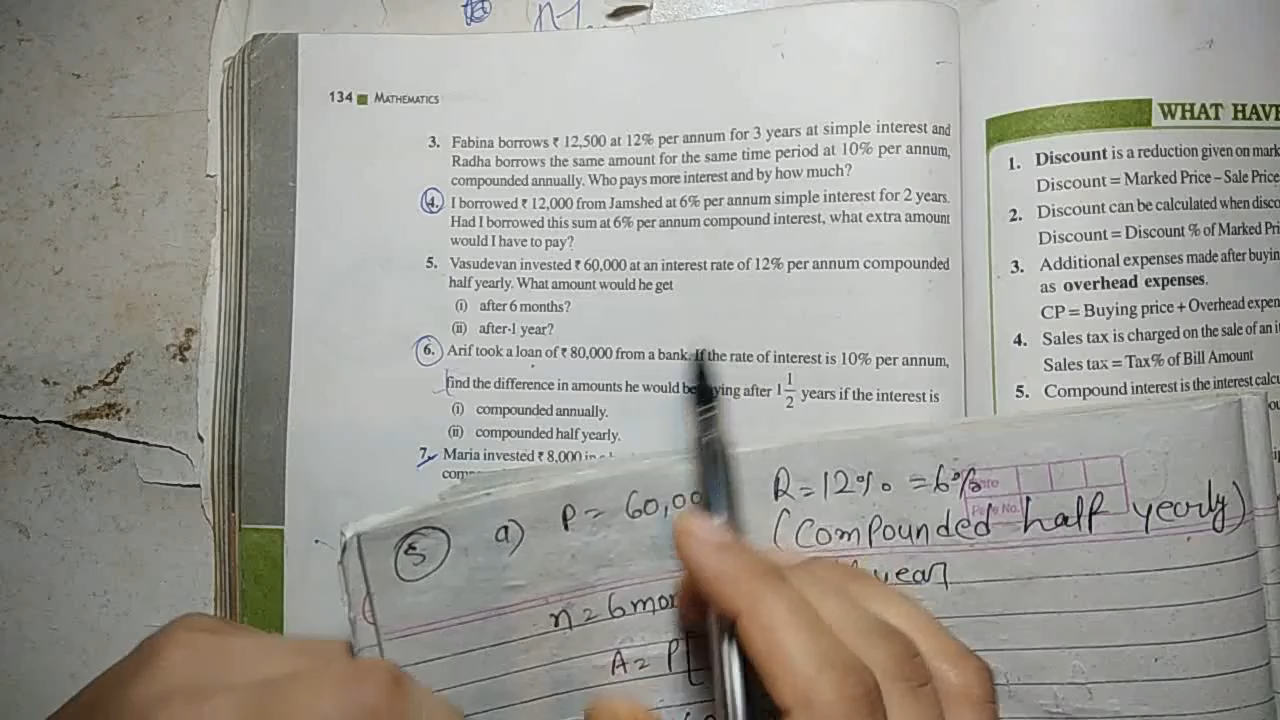 134 MATHEMATICS
3. Fabina borrows ₹ 12,500 at 12% per annum for 3 years at simple interest and
Radha borrows the same amount for the same time period at 10% per annum,
compounded annually. Who pays more interest and by how much?
4. I borrowed ₹ 12,000 from Jamshed at 6% per annum simple interest for 2 years.
Had I borrowed this sum at 6% per annum compound interest, what extra amount
would I have to pay?
5. Vasudevan invested ₹ 60,000 at an interest rate of 12% per annum compounded
half yearly. What amount would he get
(i) after 6 months?
(ii) after 1 year?
6. Arif took a loan of ₹ 80,000 from a bank. If the rate of interest is 10% per annum,
find the difference in amounts he would be paying after 1 1/2 years if the interest is
(i) compounded annually.
(ii) compounded half yearly.
7. Maria invested ₹ 8,000 in
WHAT HAVE
1. Discount is a reduction given on mark
Discount = Marked Price – Sale Price
2. Discount can be calculated when disco
Discount = Discount % of Marked Pri
3. Additional expenses made after buyin
as overhead expenses.
CP = Buying price + Overhead expen
4. Sales tax is charged on the sale of an i
Sales tax = Tax% of Bill Amount
5. Compound interest is the interest calcu
5 a) P = 60,00 R = 12% = 6%
(Compounded half yearly)
n = 6 mon year
A = P[